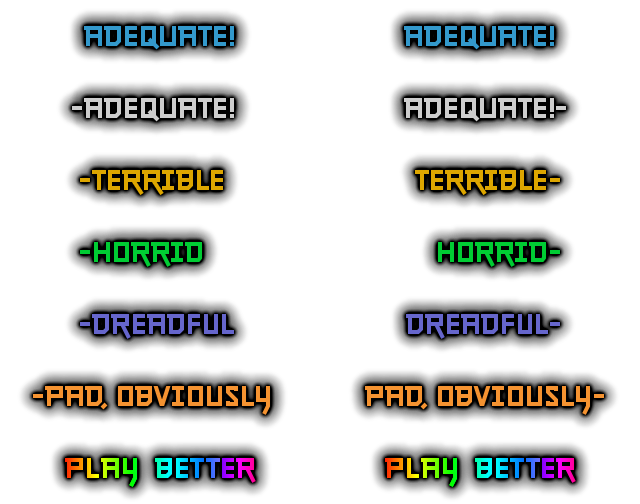 ADEQUATE! ADEQUATE!
-ADEQUATE! ADEQUATE!-
-TERRIBLE TERRIBLE-
-HORRID HORRID-
-DREADFUL DREADFUL-
-PAD, OBVIOUSLY PAD, OBVIOUSLY-
PLAY BETTER PLAY BETTER